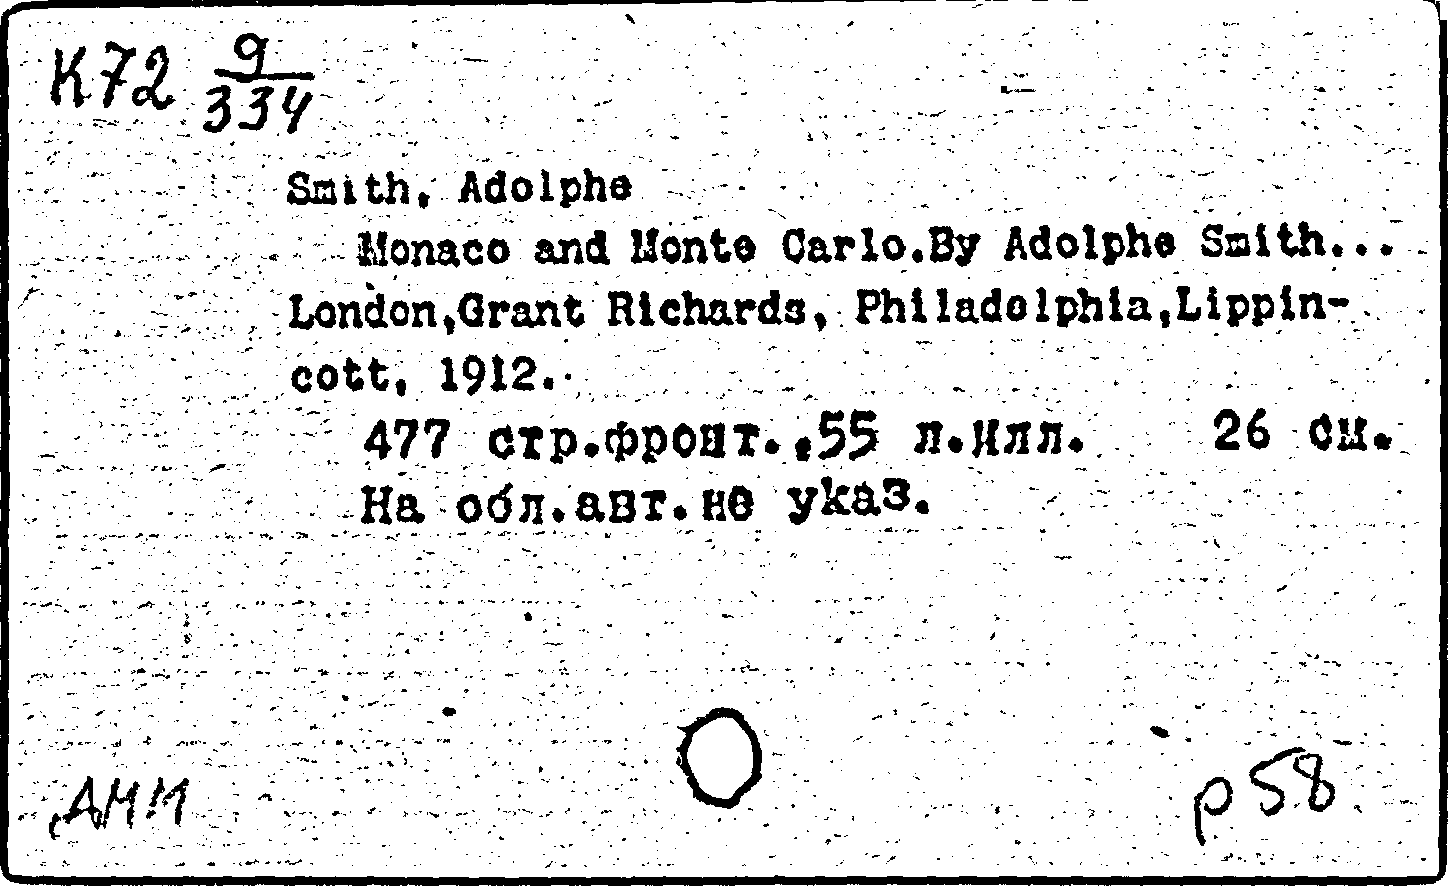 К72 9/334
Smith, Adolphe
Monaco and Monte Carlo.By Adolphe Smith...
London,Grant Richards, Philadelphia,Lippin-
cott, 1912.
477 стр.фронт.,55 л.илл. 26 см.
На обл.авт.не указ.
р58